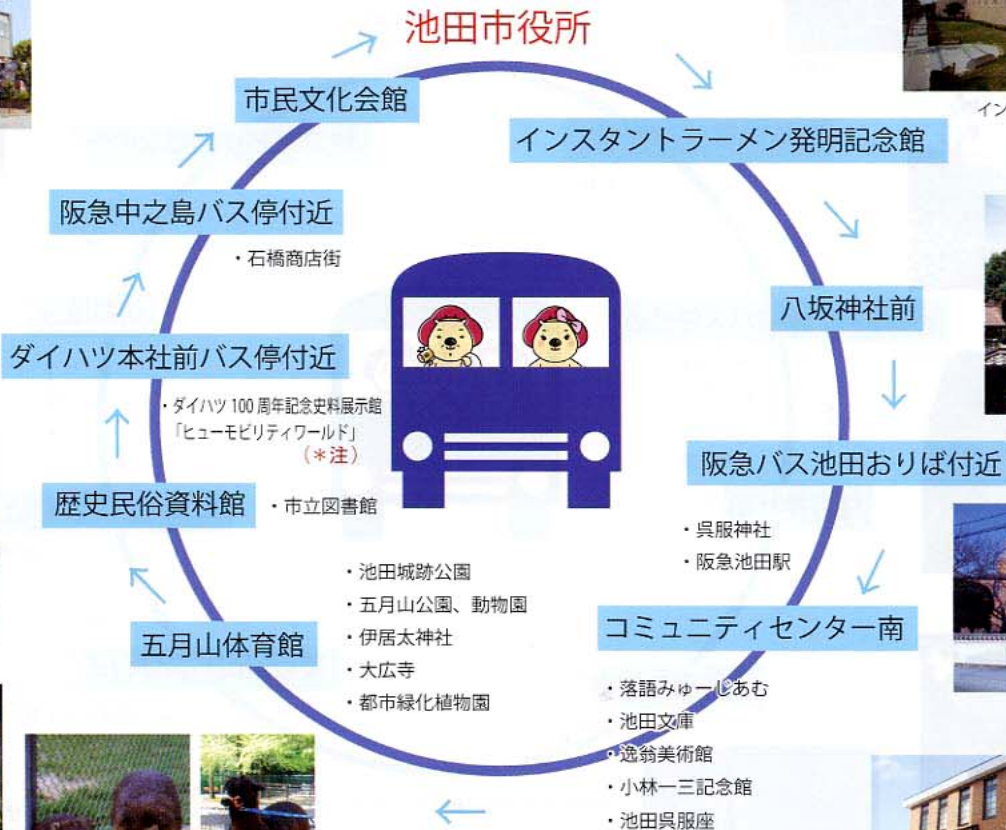 池田市役所
市民文化会館
インスタントラーメン発明記念館
イン
阪急中之島バス停付近
・石橋商店街
八坂神社前
ダイハツ本社前バス停付近
・ダイハツ 100 周年記念史料展示館
「ヒューモビリティワールド」
（＊注）
阪急バス池田おりば付近
・呉服神社
・阪急池田駅
歴史民俗資料館
・市立図書館
・池田城跡公園
・五月山公園、動物園
・伊居太神社
・大広寺
・都市緑化植物園
五月山体育館
コミュニティセンター南
・落語みゅーじあむ
・池田文庫
・逸翁美術館
・小林一三記念館
・池田呉服座